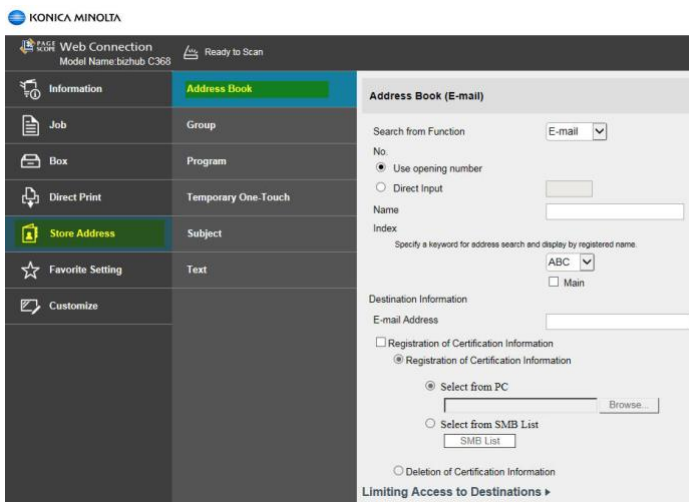 KONICA MINOLTA
PAGE SCOPE Web Connection
Model Name:bizhub C368
Ready to Scan
Information
Job
Box
Direct Print
Store Address
Favorite Setting
Customize
Address Book
Group
Program
Temporary One-Touch
Subject
Text
Address Book (E-mail)
Search from Function E-mail
No.
Use opening number
Direct Input
Name
Index
Specify a keyword for address search and display by registered name.
ABC
Main
Destination Information
E-mail Address
Registration of Certification Information
Registration of Certification Information
Select from PC
Browse...
Select from SMB List
SMB List
Deletion of Certification Information
Limiting Access to Destinations